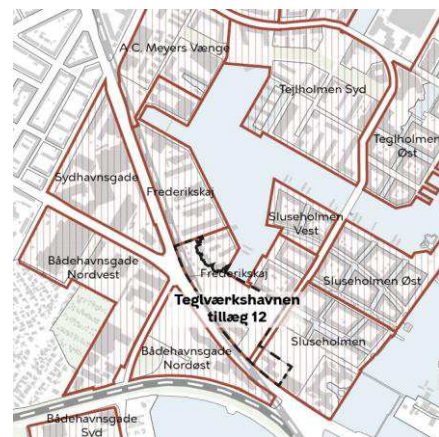 A.C. Meyers Vænge
Tejlholmen Syd
Teglholmen
Øst
Sydhavnsgade
Frederikskaj
Sluseholmen
Vest
Bådehavnsgade
Nordvest
Frederikskaj
Sluseholmen Øst
Teglværkshavnen
tillæg 12
Sluseholmen
Bådehavnsgade
Nordøst
Bådehavnsgade
Syd